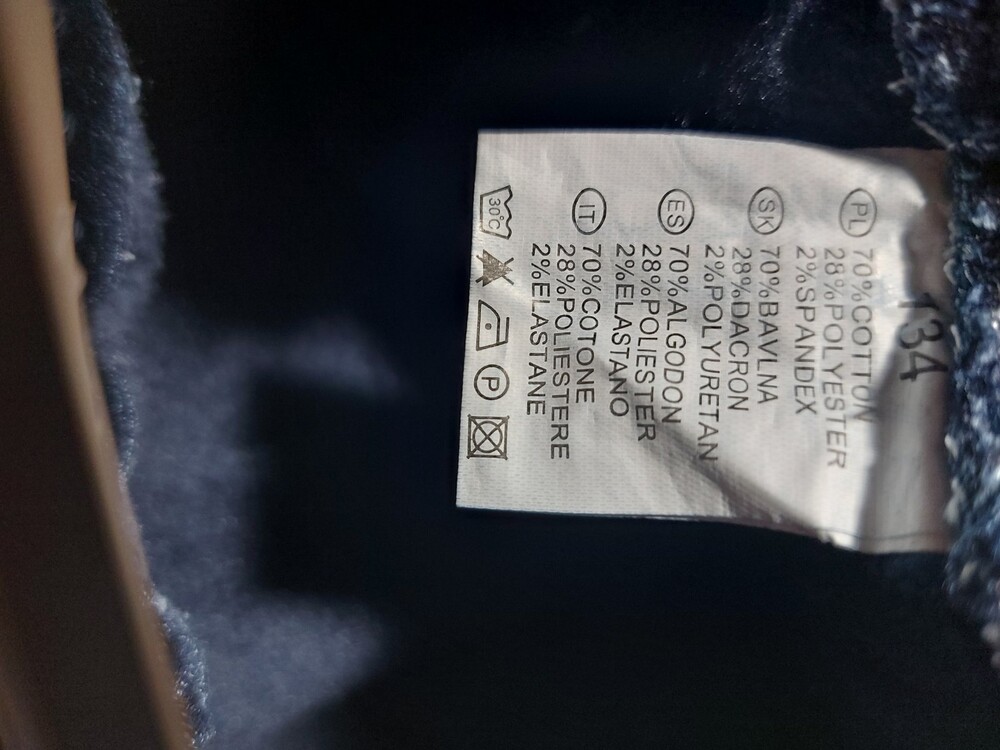 134
PL 70%COTTON
28%POLYESTER
2%SPANDEX
SK 70%BAVLNA
28%DACRON
2%POLYURETAN
ES 70%ALGODON
28%POLIESTER
2%ELASTANO
IT 70%COTONE
28%POLIESTERE
2%ELASTANE
30°C P